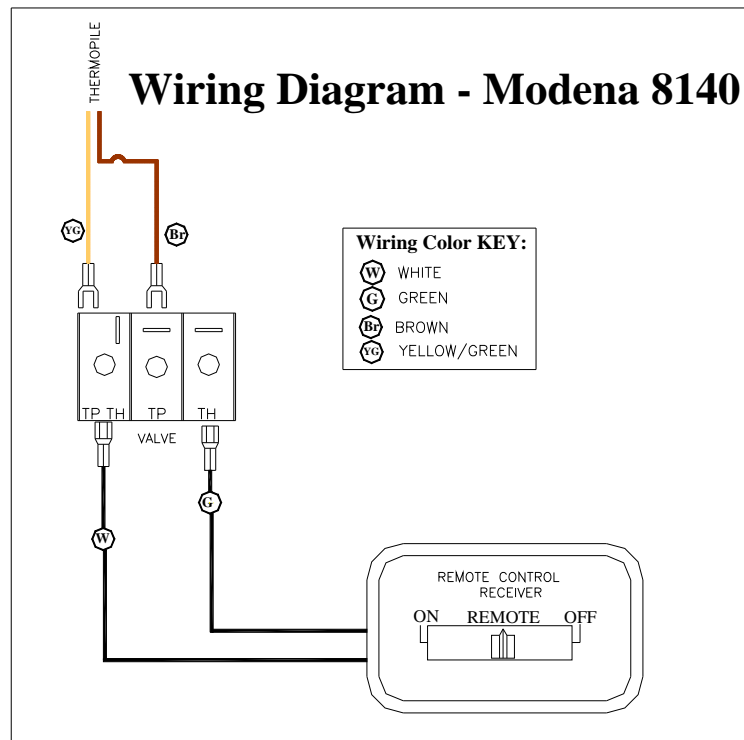 THERMOPILE
Wiring Diagram - Modena 8140
YG
Br
Wiring Color KEY:
W WHITE
G GREEN
Br BROWN
YG YELLOW/GREEN
TP TH TP TH
VALVE
G
W
REMOTE CONTROL
RECEIVER
ON REMOTE OFF